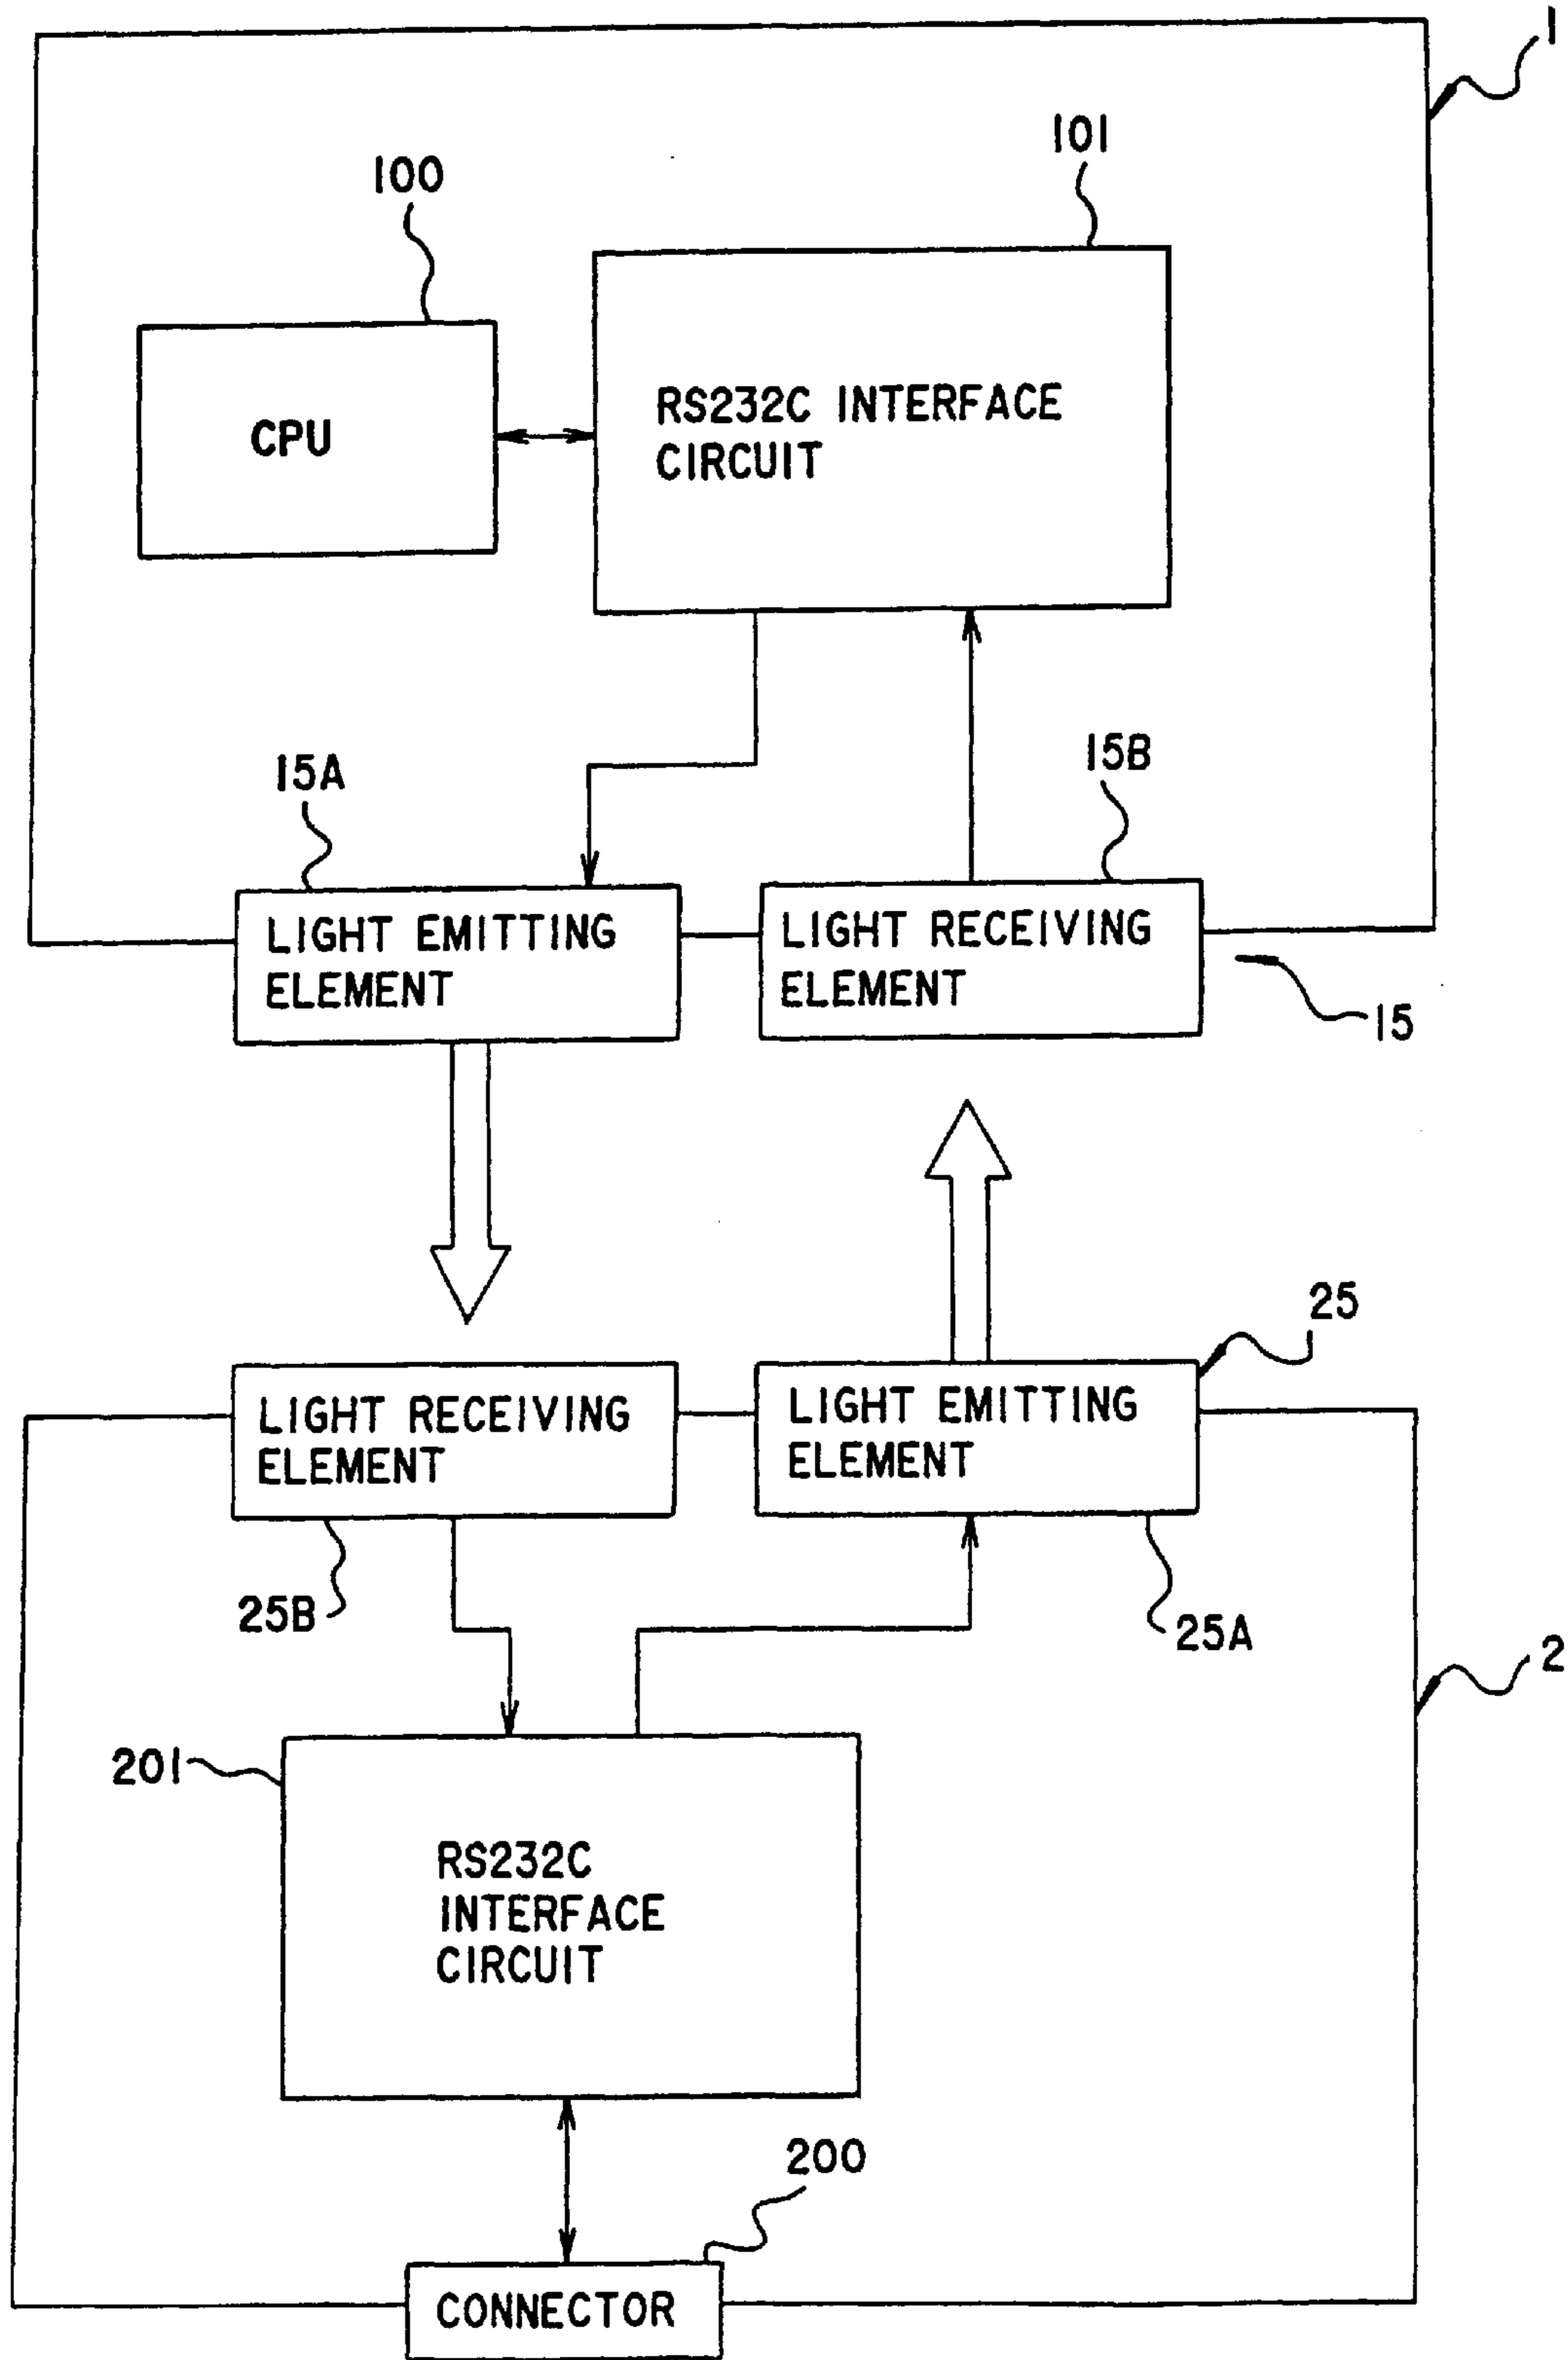 1
101
100
RS232C INTERFACE
CIRCUIT
CPU
15A
15B
LIGHT EMITTING
ELEMENT
LIGHT RECEIVING
ELEMENT
15
25
LIGHT RECEIVING
ELEMENT
LIGHT EMITTING
ELEMENT
25B
25A
2
201
RS232C
INTERFACE
CIRCUIT
200
CONNECTOR